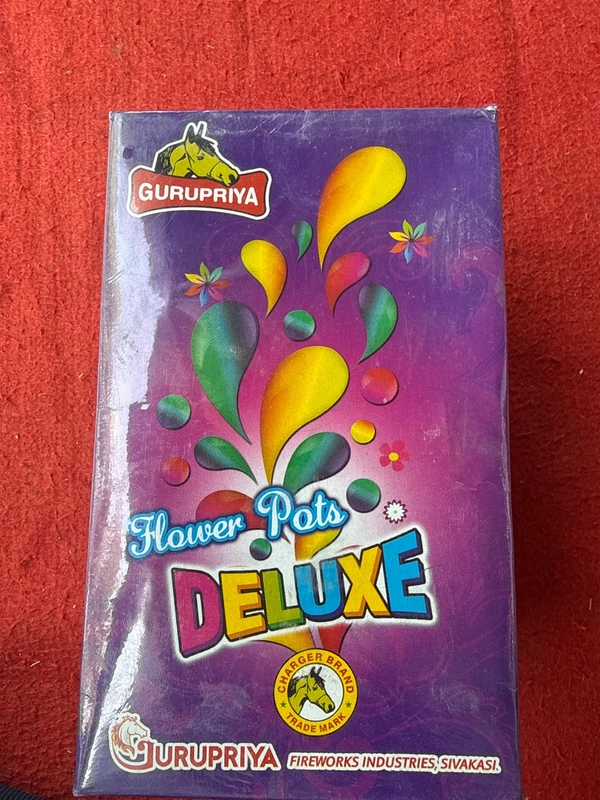 GURUPRIYA
Flower Pots
DELUXE
CHARGER BRAND
TRADE MARK
GURUPRIYA FIREWORKS INDUSTRIES, SIVAKASI.